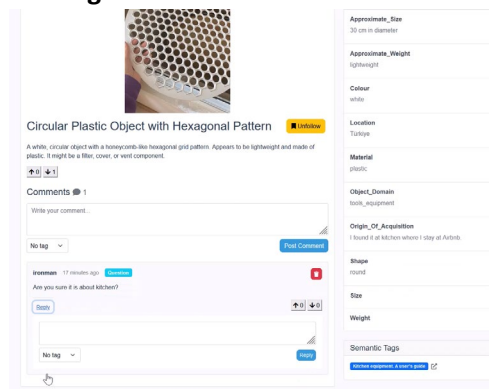 Circular Plastic Object with Hexagonal Pattern
Unfollow
A white, circular object with a honeycomb-like hexagonal grid pattern. Appears to be lightweight and made of
plastic. It might be a filter, cover, or vent component.
↑ 0 ↓ 1
Comments 1
Write your comment..
No tag
Post Comment
ironman 17 minutes ago Question
Are you sure it is about kitchen?
Reply
↑ 0 ↓ 0
No tag
Reply
Approximate_Size
30 cm in diameter
Approximate_Weight
lightweight
Colour
white
Location
Türkiye
Material
plastic
Object_Domain
tools_equipment
Origin_Of_Acquisition
I found it at kitchen where I stay at Airbnb.
Shape
round
Size
Weight
Semantic Tags
Kitchen equipment. A user's guide